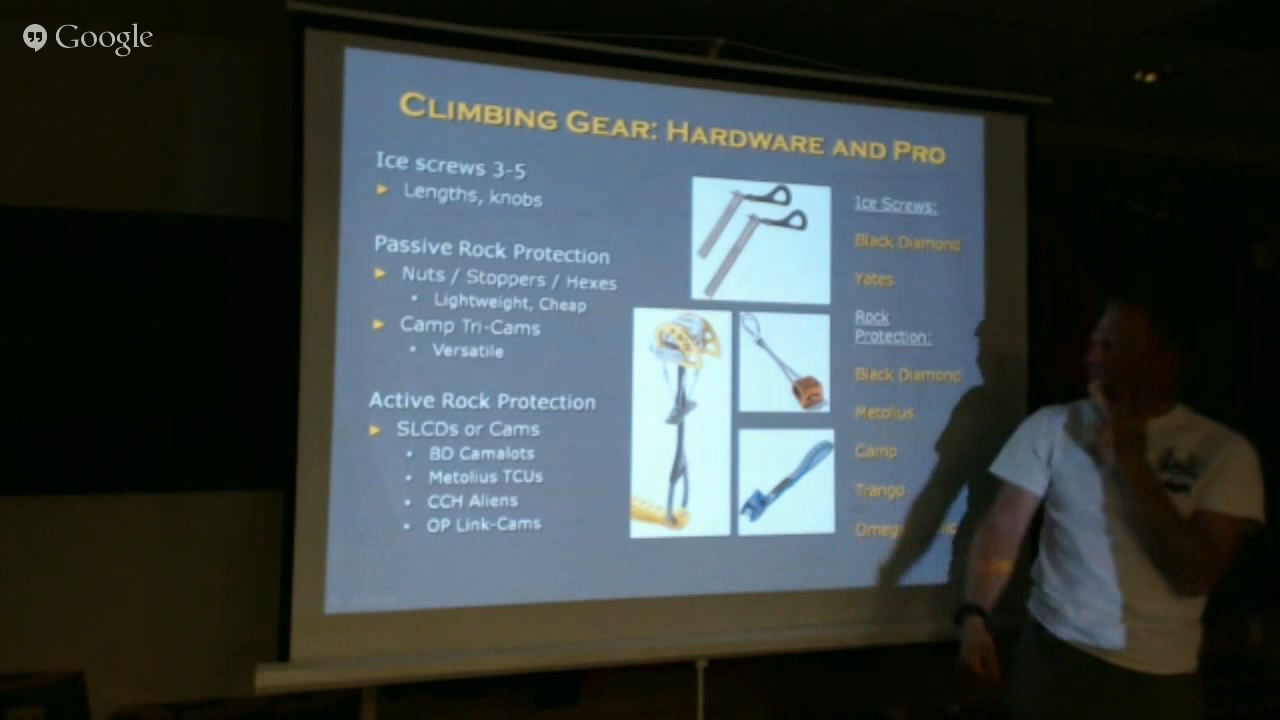 Google
CLIMBING GEAR: HARDWARE AND PRO
Ice screws 3-5
Lengths, knobs
Passive Rock Protection
Nuts / Stoppers / Hexes
Lightweight, Cheap
Camp Tri-Cams
Versatile
Active Rock Protection
SLCDs or Cams
BD Camalots
Metolius TCUs
CCH Aliens
OP Link-Cams
Ice Screws:
Black Diamond
Yates
Rock
Protection:
Black Diamond
Metolius
Camp
Trango